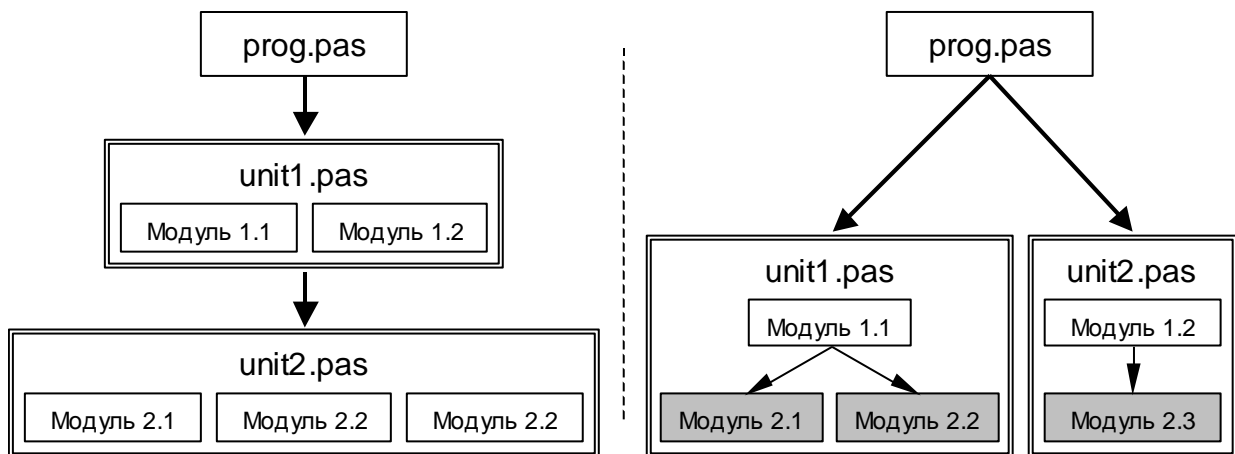 prog.pas
unit1.pas
Модуль 1.1 Модуль 1.2
unit2.pas
Модуль 2.1 Модуль 2.2 Модуль 2.2
prog.pas
unit1.pas
Модуль 1.1
Модуль 2.1 Модуль 2.2
unit2.pas
Модуль 1.2
Модуль 2.3